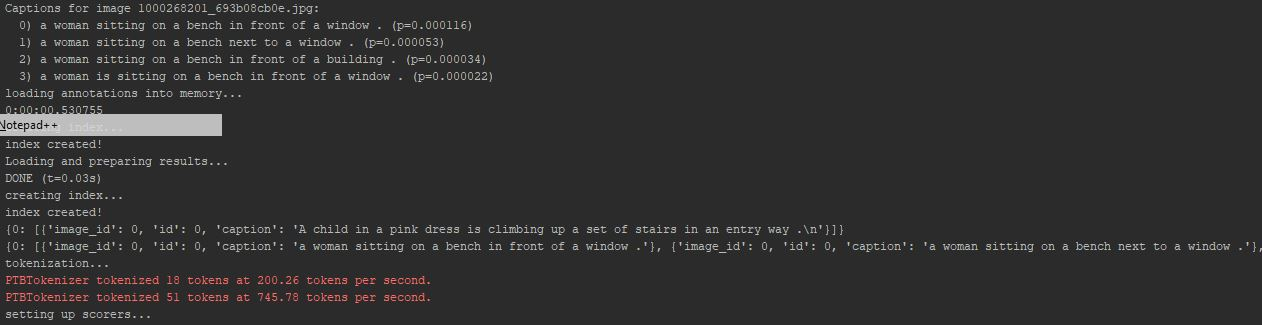 Captions for image 1000268201_693b08cb0e.jpg:
0) a woman sitting on a bench in front of a window . (p=0.000116)
1) a woman sitting on a bench next to a window . (p=0.000053)
2) a woman sitting on a bench in front of a building . (p=0.000034)
3) a woman is sitting on a bench in front of a window . (p=0.000022)
loading annotations into memory...
0:00:00.530755
Notepad++ index...
index created!
Loading and preparing results...
DONE (t=0.03s)
creating index...
index created!
{0: [{'image_id': 0, 'id': 0, 'caption': 'A child in a pink dress is climbing up a set of stairs in an entry way .\n'}]}
{0: [{'image_id': 0, 'id': 0, 'caption': 'a woman sitting on a bench in front of a window .'}, {'image_id': 0, 'id': 0, 'caption': 'a woman sitting on a bench next to a window .'},
tokenization...
PTBTokenizer tokenized 18 tokens at 200.26 tokens per second.
PTBTokenizer tokenized 51 tokens at 745.78 tokens per second.
setting up scorers...